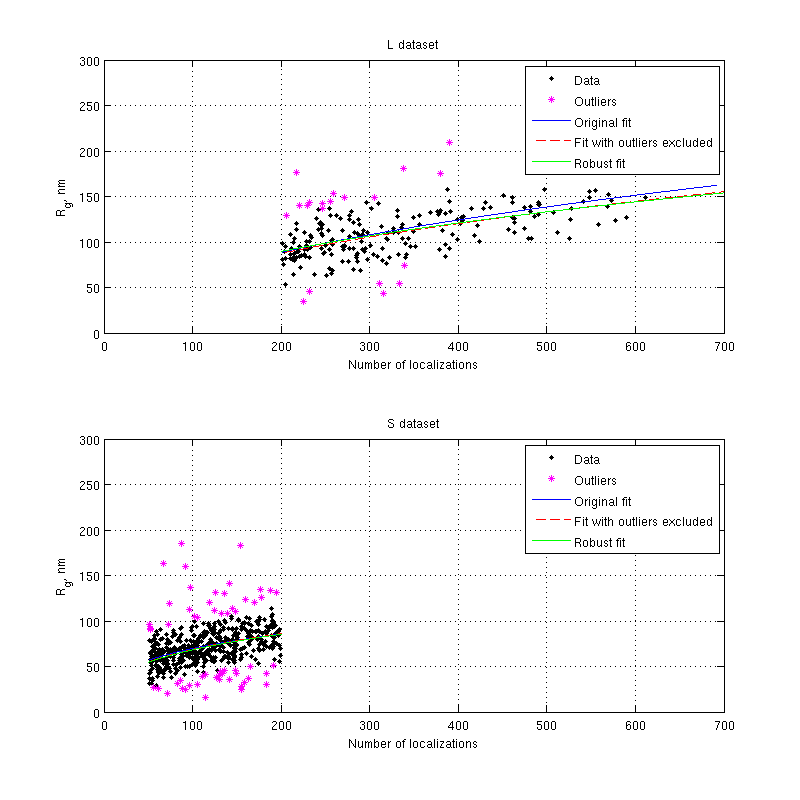 L dataset
300
250
200
150
100
50
0
Rg, nm
Data
Outliers
Original fit
Fit with outliers excluded
Robust fit
0 100 200 300 400 500 600 700
Number of localizations
S dataset
300
250
200
150
100
50
0
Rg, nm
Data
Outliers
Original fit
Fit with outliers excluded
Robust fit
0 100 200 300 400 500 600 700
Number of localizations